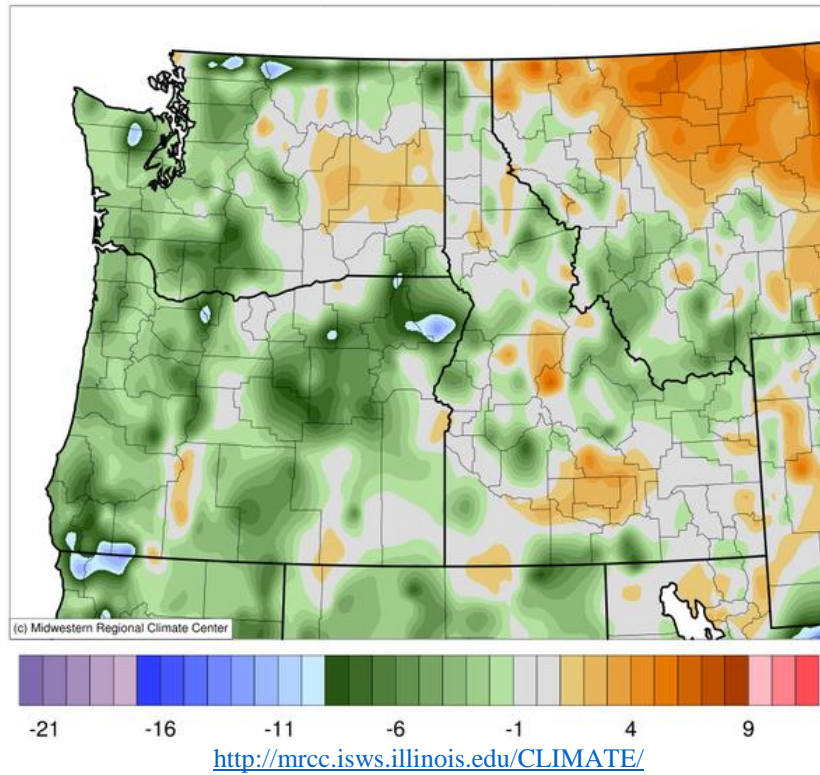 (c) Midwestern Regional Climate Center
-21 -16 -11 -6 -1 4 9
http://mrcc.isws.illinois.edu/CLIMATE/